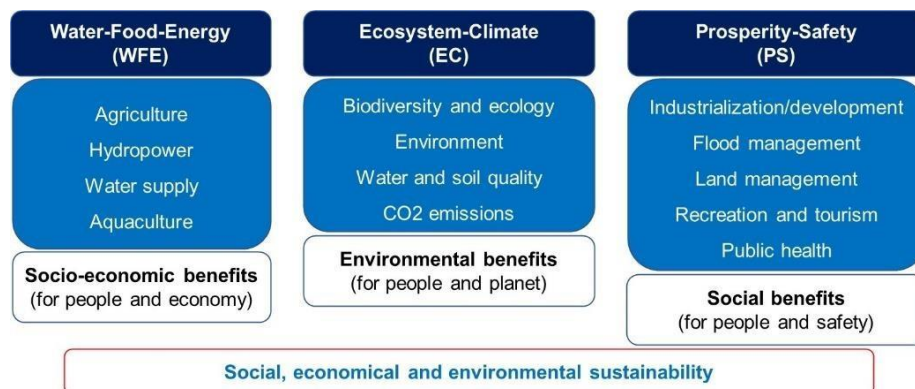 Water-Food-Energy
(WFE)
Agriculture
Hydropower
Water supply
Aquaculture
Socio-economic benefits
(for people and economy)
Ecosystem-Climate
(EC)
Biodiversity and ecology
Environment
Water and soil quality
CO2 emissions
Environmental benefits
(for people and planet)
Prosperity-Safety
(PS)
Industrialization/development
Flood management
Land management
Recreation and tourism
Public health
Social benefits
(for people and safety)
Social, economical and environmental sustainability